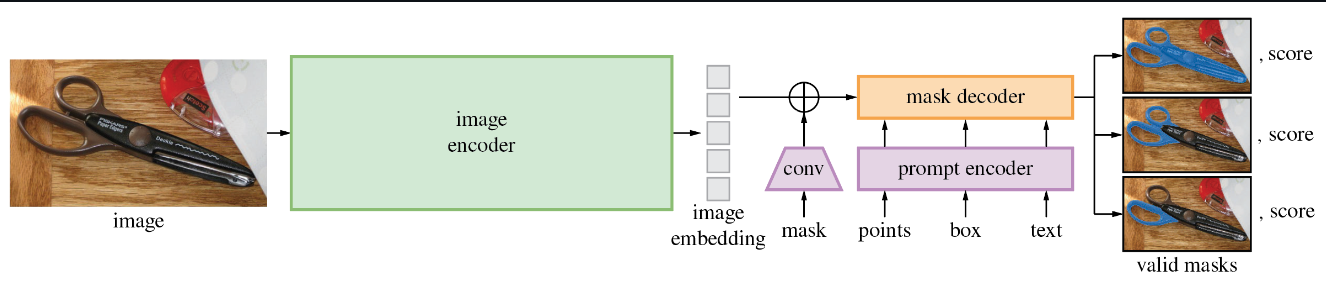 image
image
encoder
image
embedding
conv
mask
mask decoder
prompt encoder
points
box
text
, score
, score
, score
valid masks